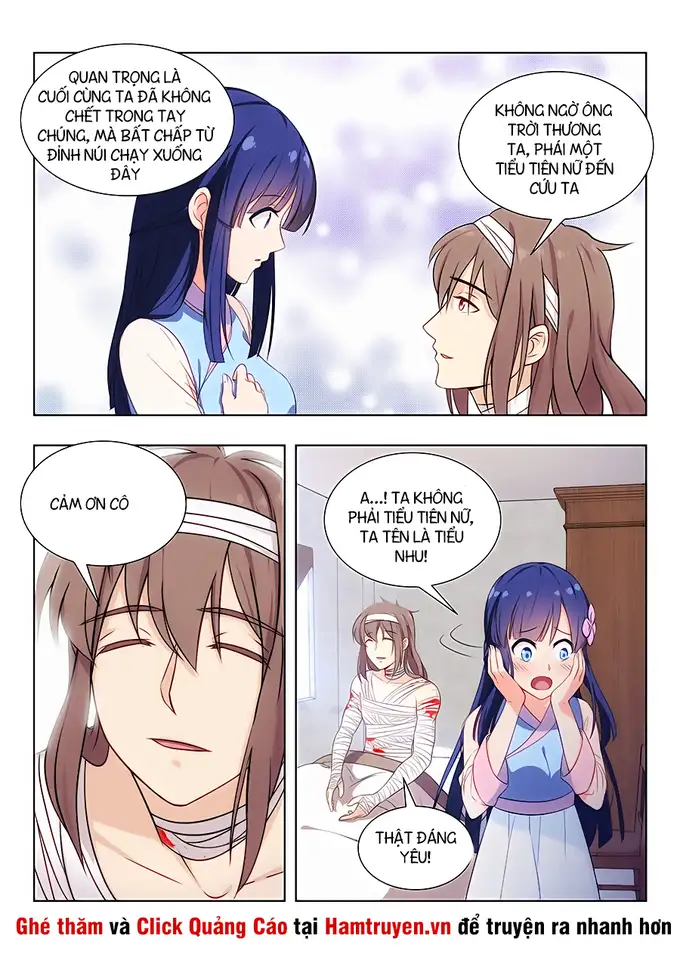 QUAN TRỌNG LÀ
CUỐI CÙNG TA ĐÃ KHÔNG
CHẾT TRONG TAY
CHÚNG, MÀ BẤT CHẤP TỪ
ĐỈNH NÚI CHẠY XUỐNG
ĐÂY
KHÔNG NGỜ ÔNG
TRỜI THƯƠNG
TA, PHÁI MỘT
TIỂU TIÊN NỮ ĐẾN
CỨU TA
CẢM ƠN CÔ
A...! TA KHÔNG
PHẢI TIỂU TIÊN NỮ,
TA TÊN LÀ TIỂU
NHU!
THẬT ĐÁNG
YÊU!
Ghé thăm và Click Quảng Cáo tại Hamtruyen.vn để truyện ra nhanh hơn